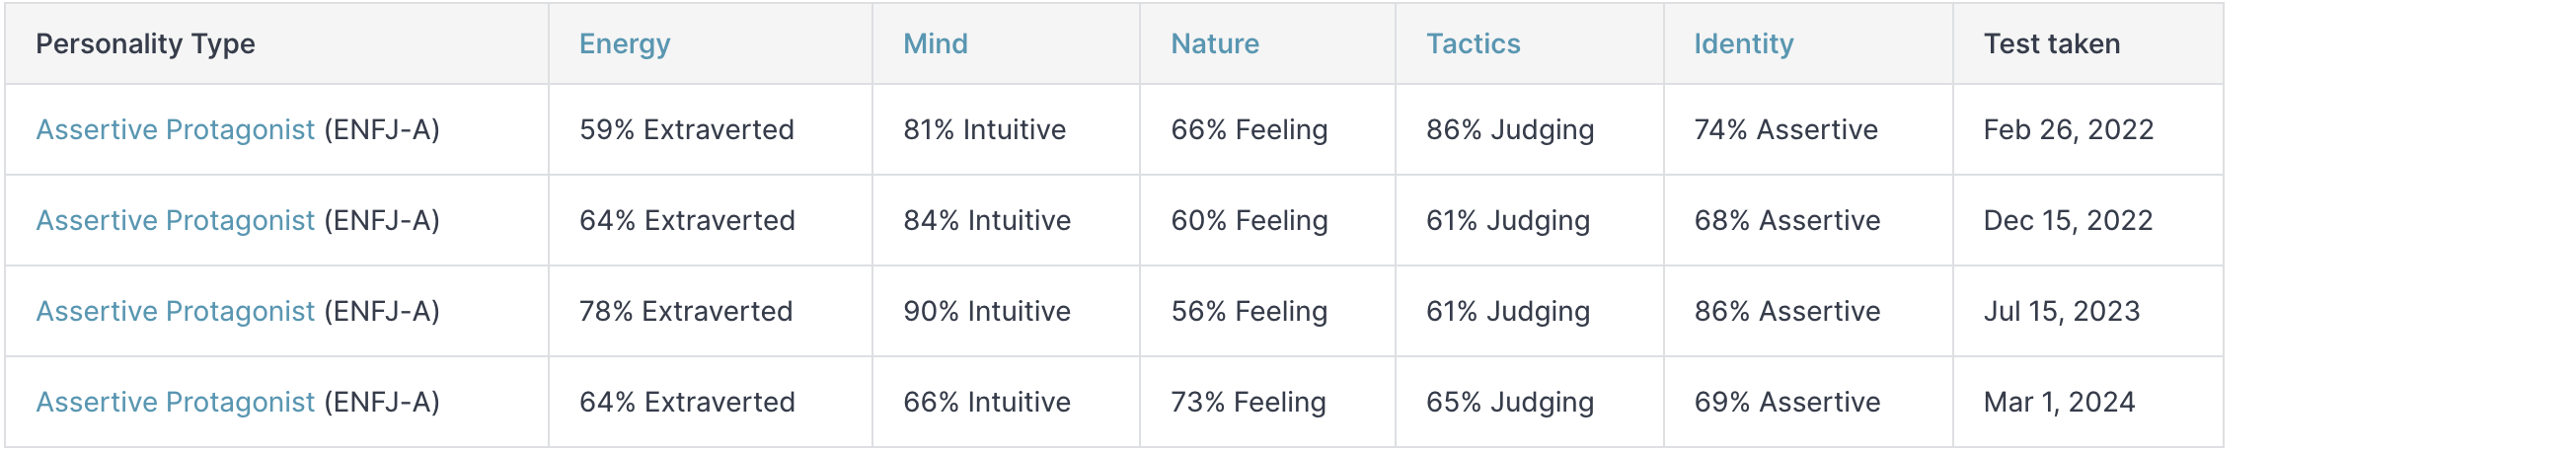 Personality Type Energy Mind Nature Tactics Identity Test taken
Assertive Protagonist (ENFJ-A) 59% Extraverted 81% Intuitive 66% Feeling 86% Judging 74% Assertive Feb 26, 2022
Assertive Protagonist (ENFJ-A) 64% Extraverted 84% Intuitive 60% Feeling 61% Judging 68% Assertive Dec 15, 2022
Assertive Protagonist (ENFJ-A) 78% Extraverted 90% Intuitive 56% Feeling 61% Judging 86% Assertive Jul 15, 2023
Assertive Protagonist (ENFJ-A) 64% Extraverted 66% Intuitive 73% Feeling 65% Judging 69% Assertive Mar 1, 2024